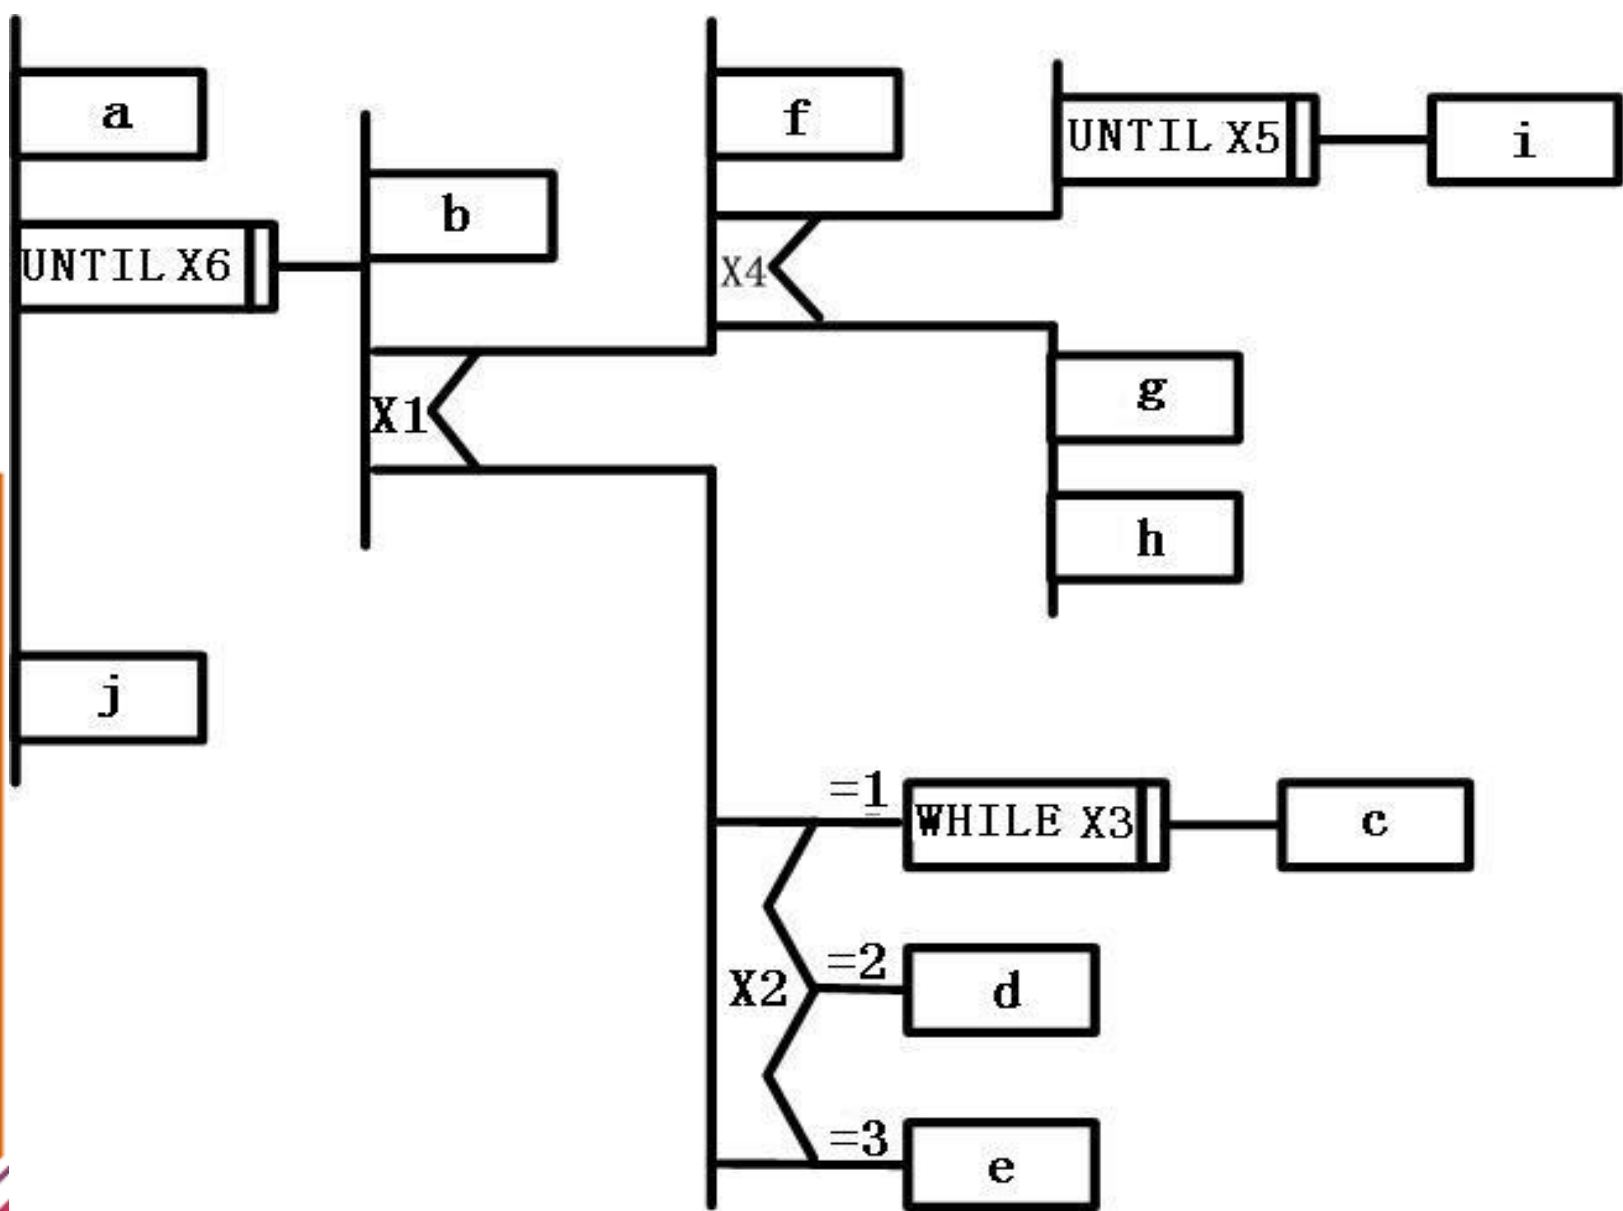 a
UNTIL X6
j
b
X1
f
X4
UNTIL X5
i
g
h
X2
=1
WHILE X3
c
=2
d
=3
e